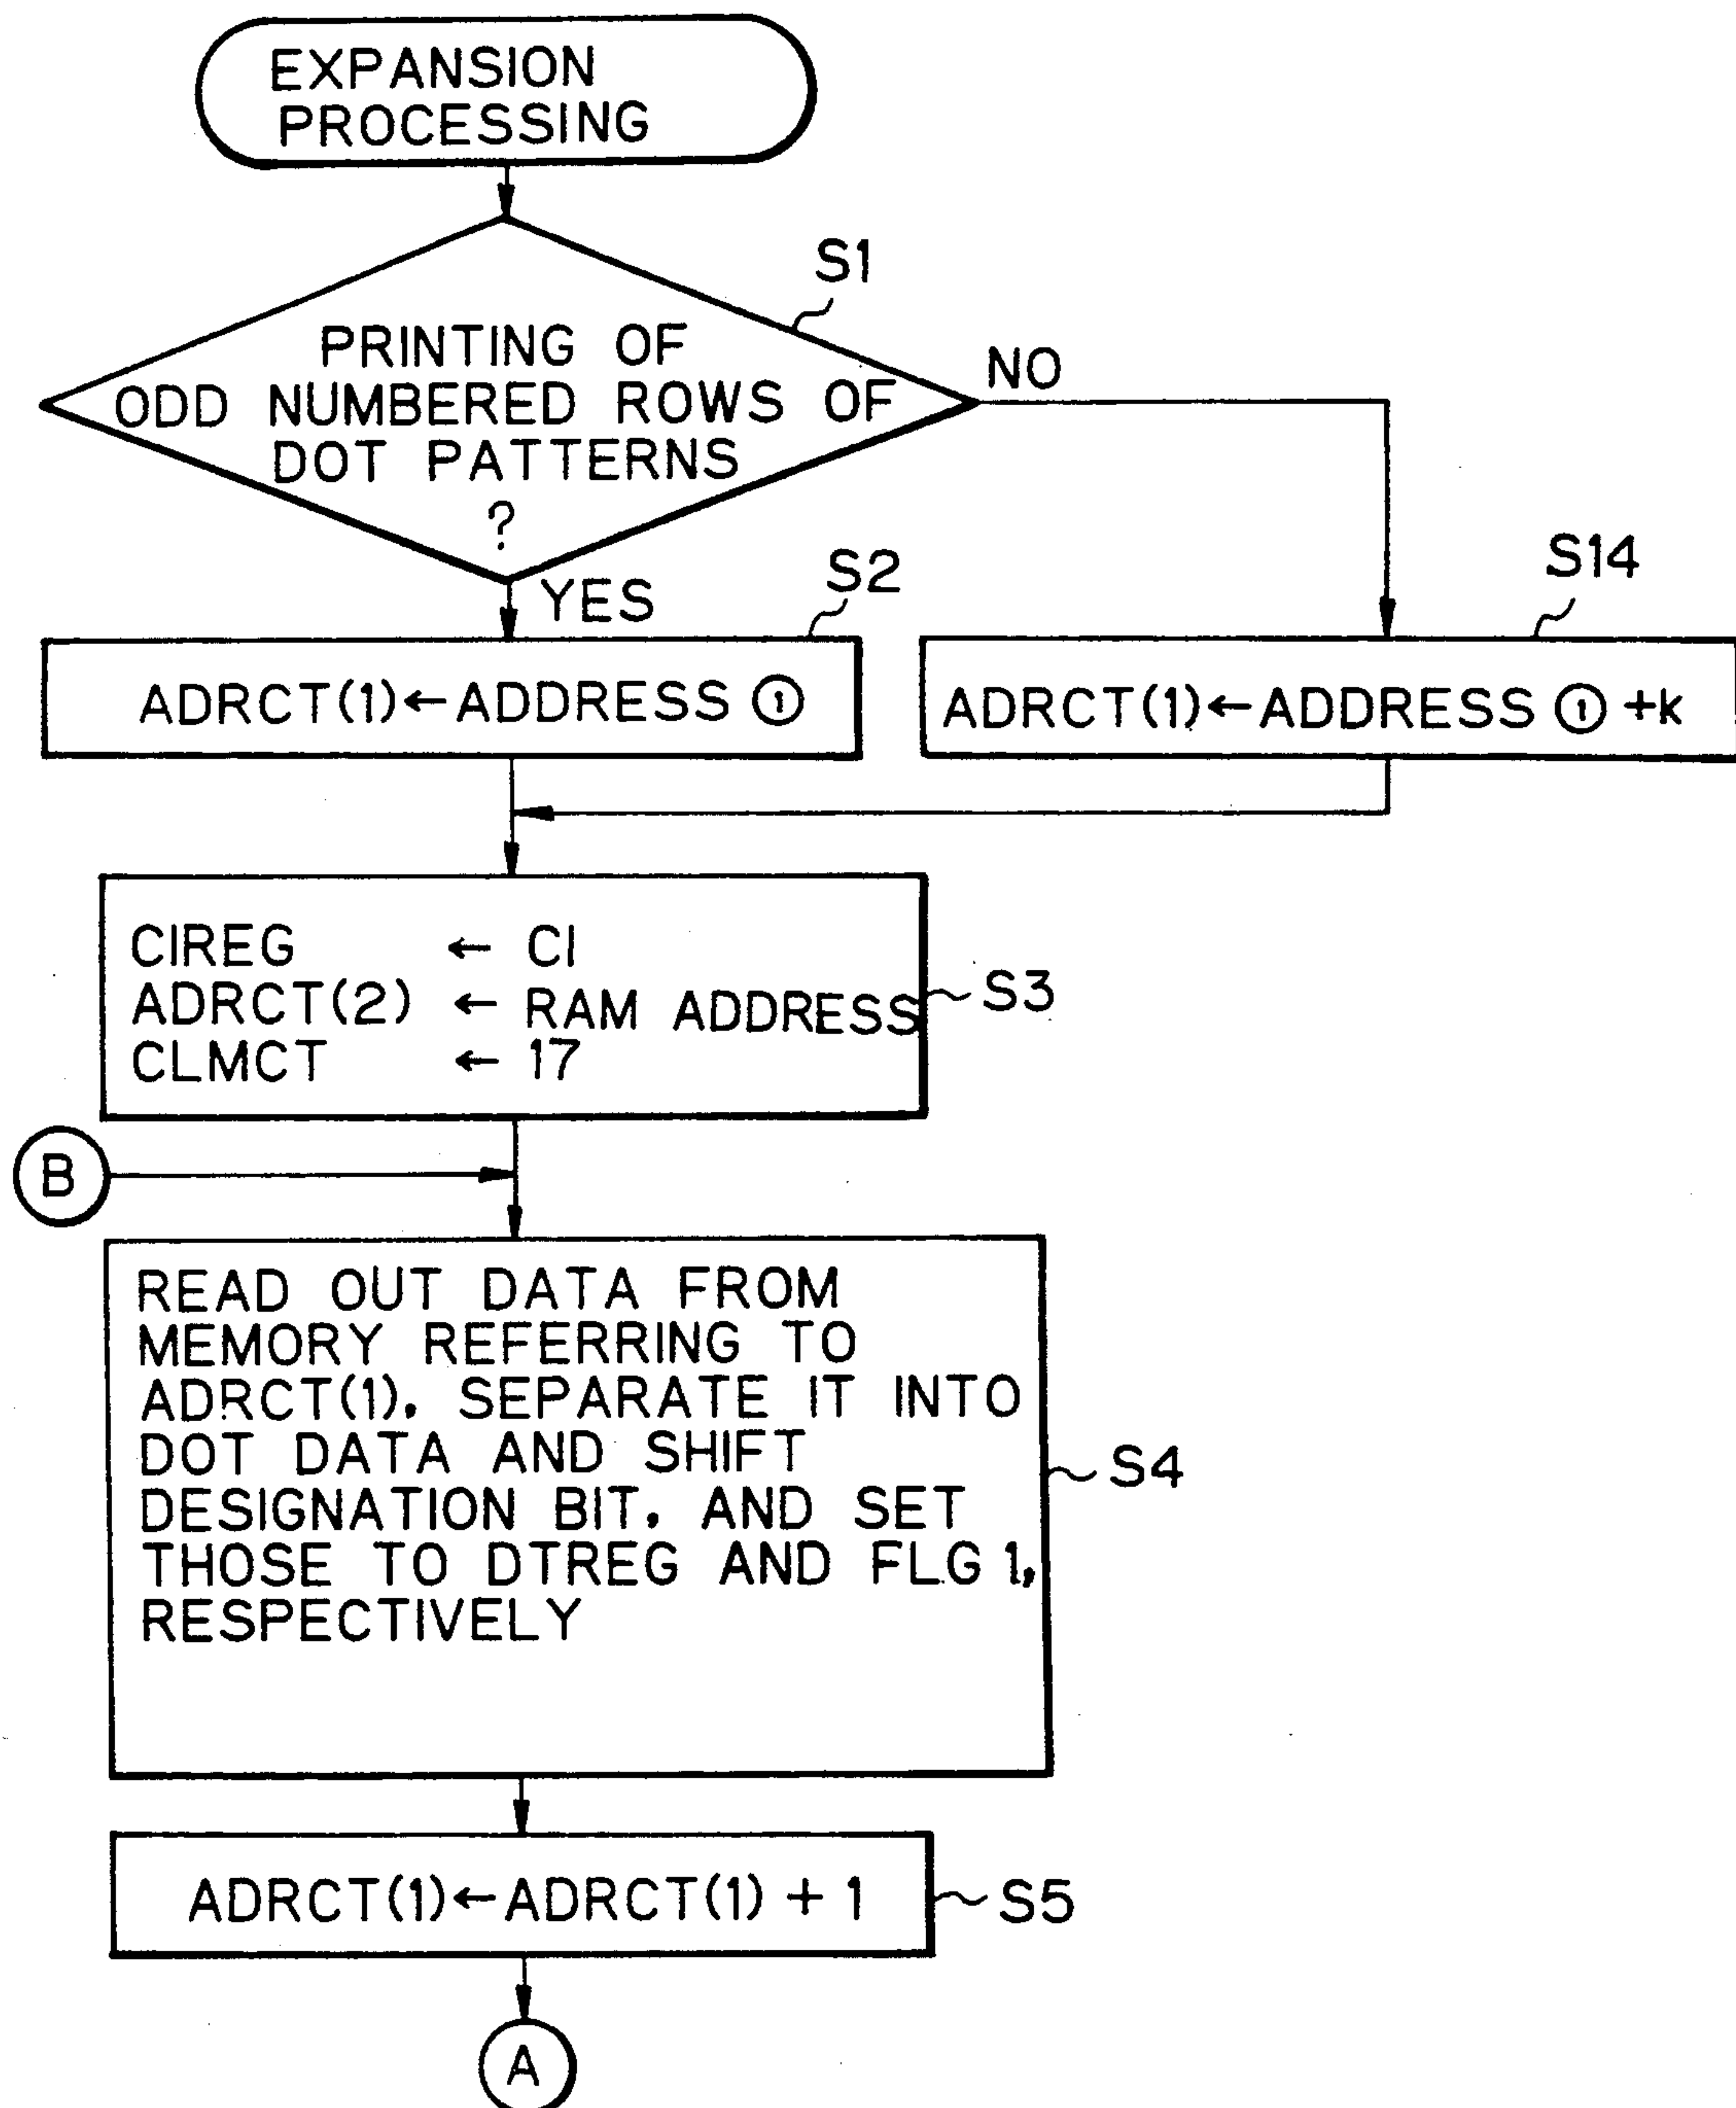 EXPANSION
PROCESSING
S1
PRINTING OF
ODD NUMBERED ROWS OF
DOT PATTERNS
?
NO
YES
S2
S14
ADRCT(1)←ADDRESS ①
ADRCT(1)←ADDRESS ① +k
CIREG ← CI
ADRCT(2) ← RAM ADDRESS
CLMCT ← 17
S3
B
READ OUT DATA FROM
MEMORY REFERRING TO
ADRCT(1). SEPARATE IT INTO
DOT DATA AND SHIFT
DESIGNATION BIT. AND SET
THOSE TO DTREG AND FLG 1,
RESPECTIVELY
S4
ADRCT(1)←ADRCT(1) + 1
S5
A